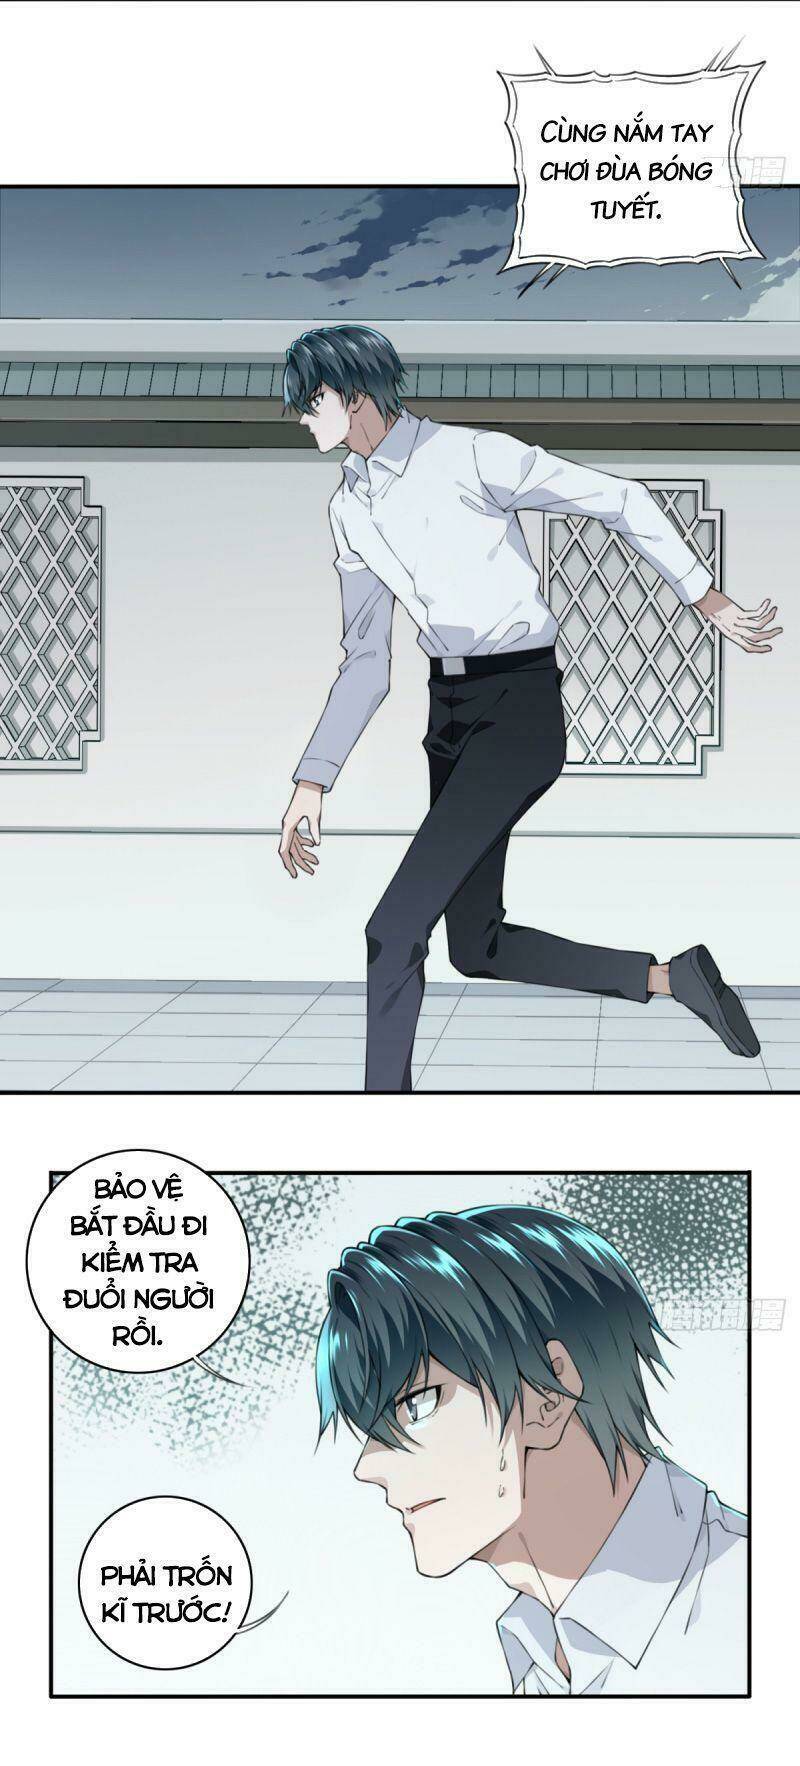 CÙNG NẮM TAY
CHƠI ĐÙA BÓNG
TUYẾT.
BẢO VỆ
BẮT ĐẦU ĐI
KIỂM TRA
ĐUỔI NGƯỜI
RỒI.
PHẢI TRỐN
KĨ TRƯỚC!